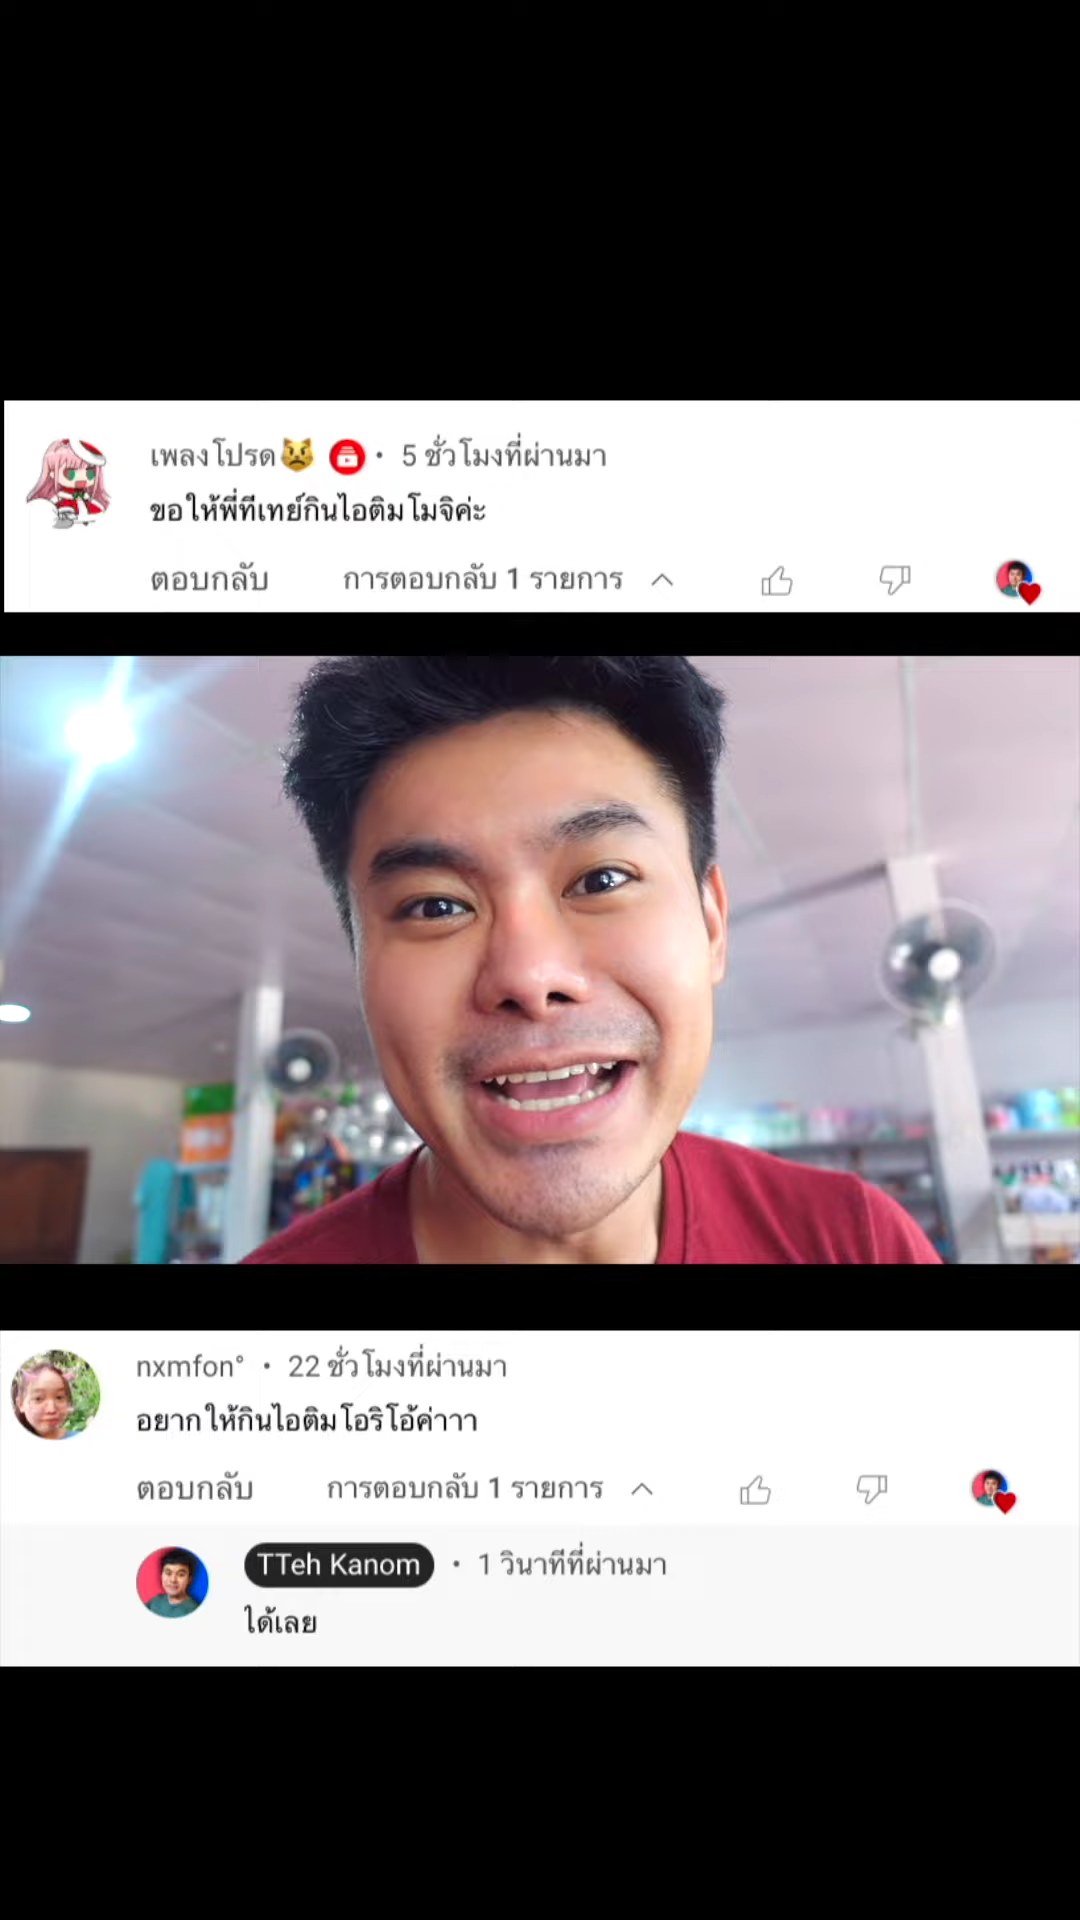 เพลงโปรด😾 • 5 ชั่วโมงที่ผ่านมา
ขอให้พี่ทีเทย์กินไอติมโมจิค่ะ
ตอบกลับ การตอบกลับ 1 รายการ
nxmfon° • 22 ชั่วโมงที่ผ่านมา
อยากให้กินไอติมโอริโอ้ค่าาา
ตอบกลับ การตอบกลับ 1 รายการ
TTeh Kanom • 1 วินาทีที่ผ่านมา
ได้เลย